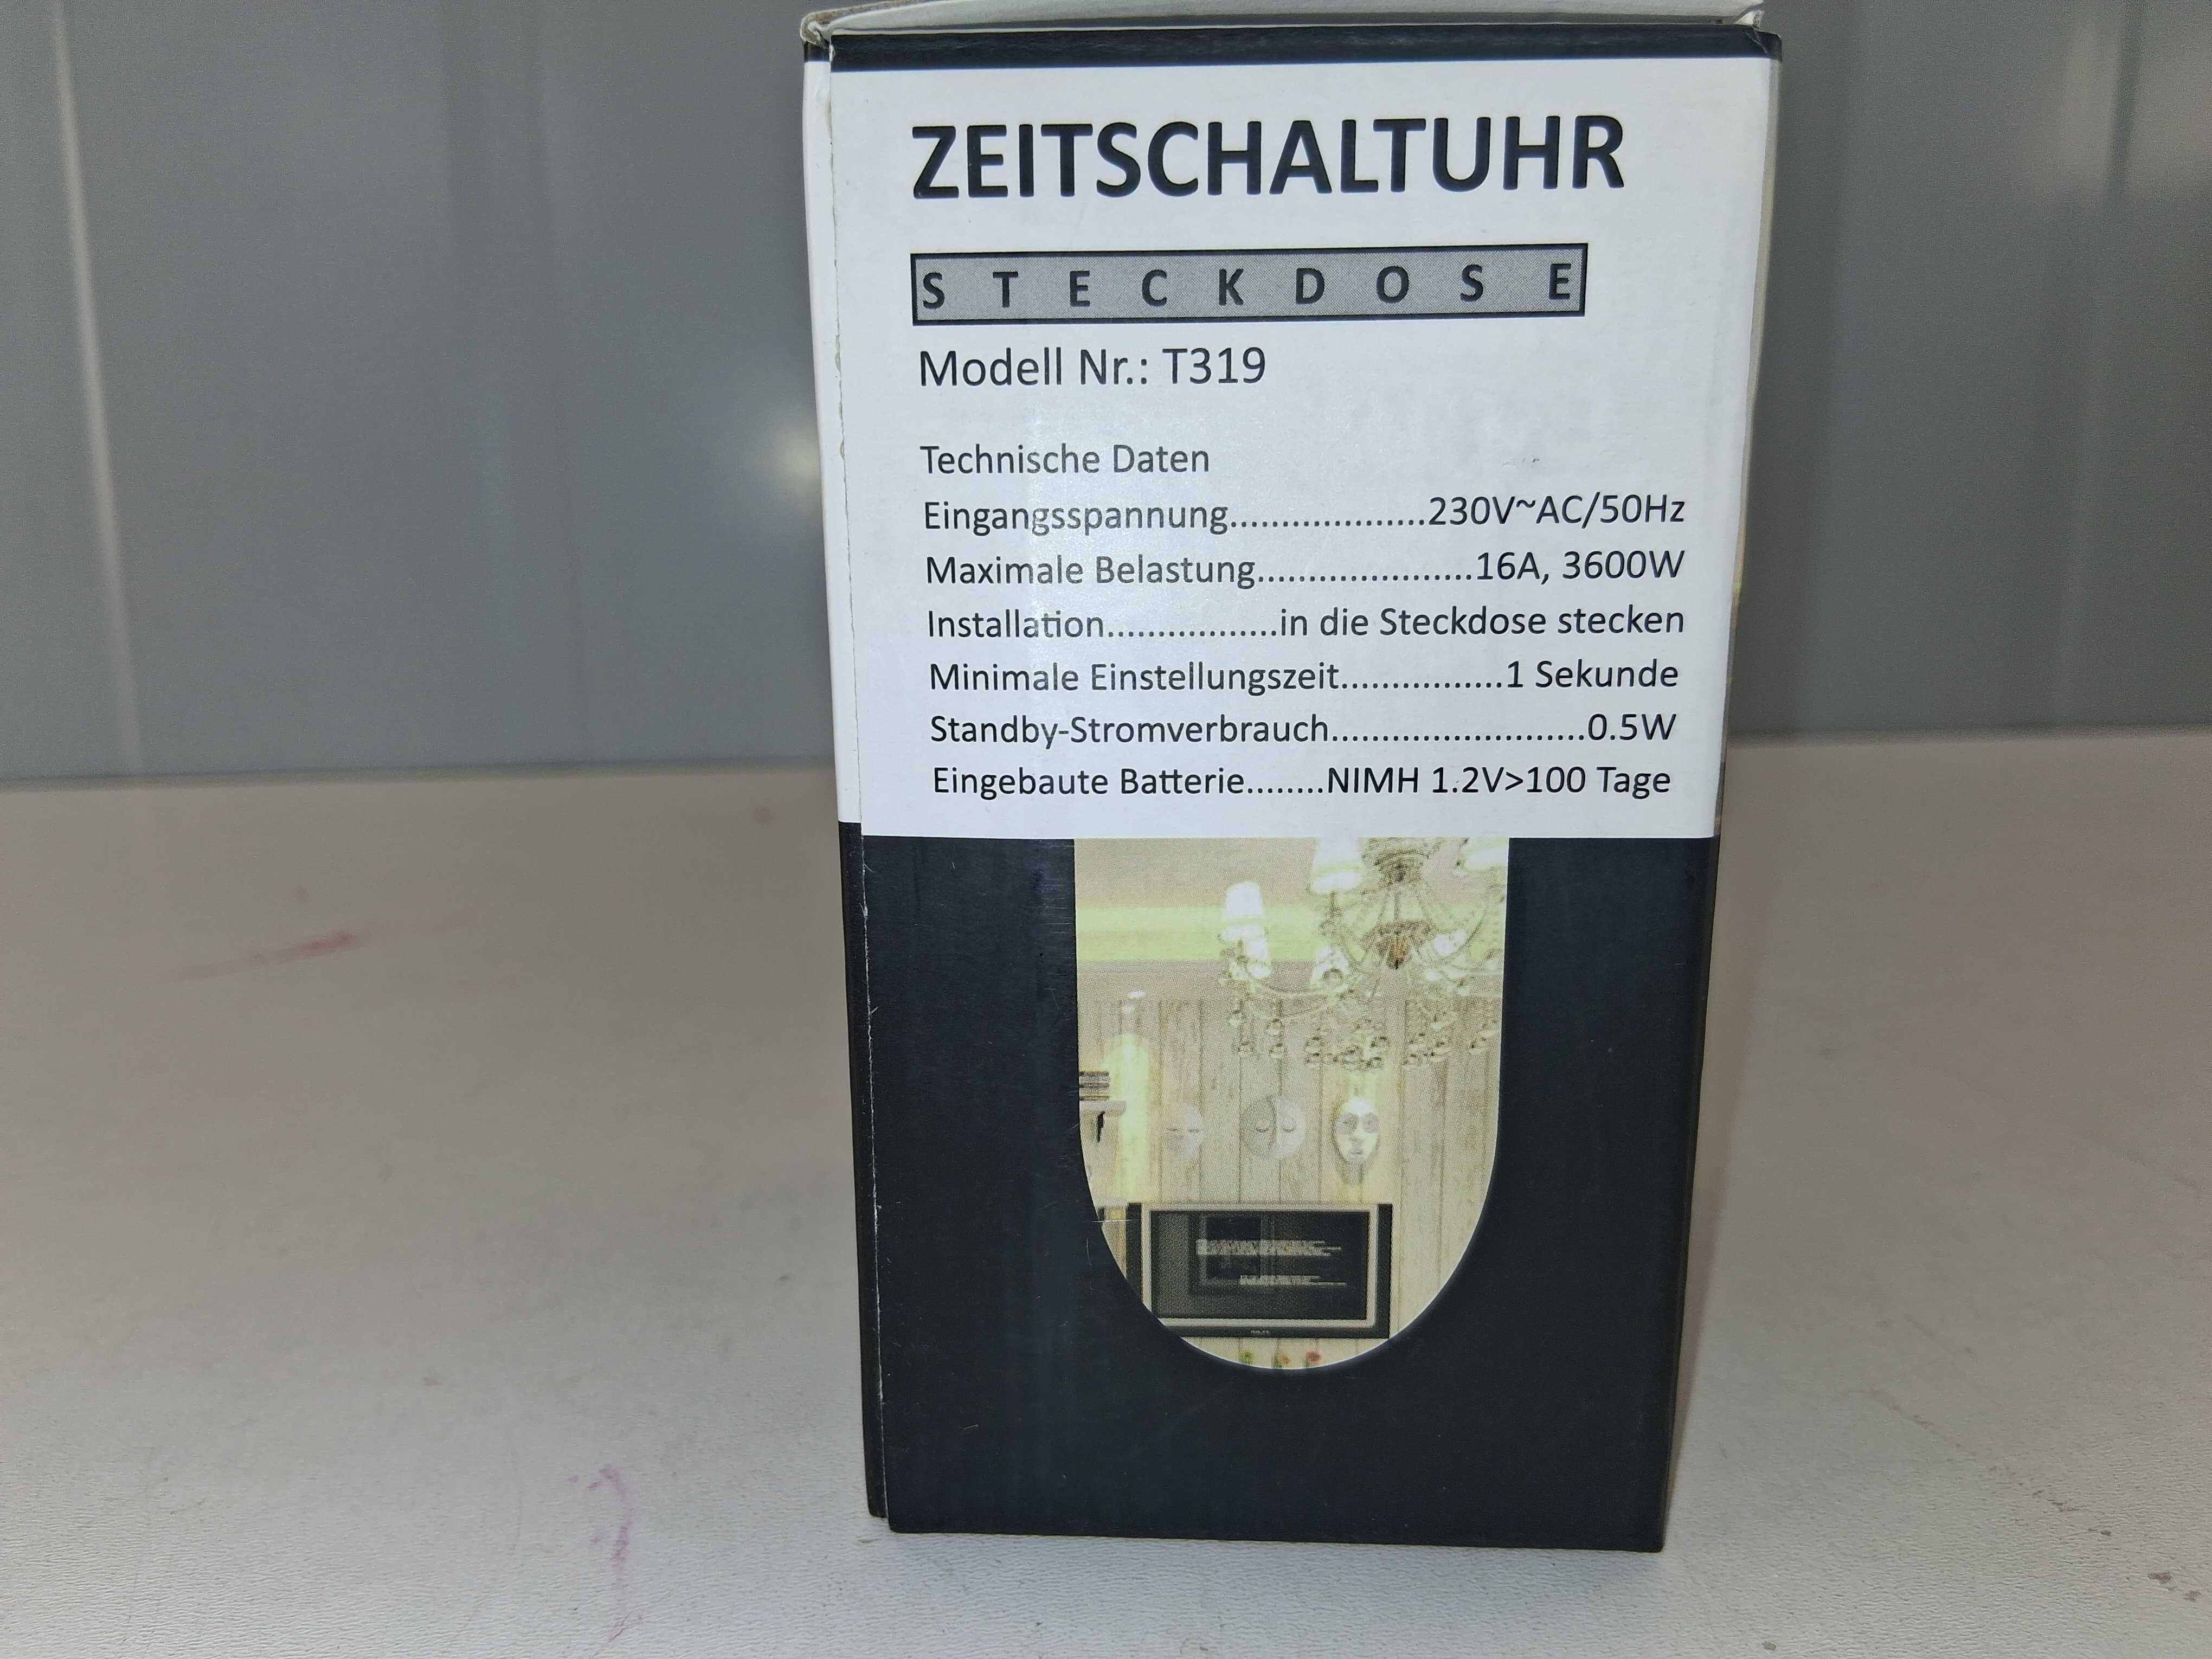 ZEITSCHALTUHR
STECKDOSE
Modell Nr.: T319
Technische Daten
Eingangsspannung...................230V~AC/50Hz
Maximale Belastung.....................16A, 3600W
Installation.................in die Steckdose stecken
Minimale Einstellungszeit................1 Sekunde
Standby-Stromverbrauch.........................0.5W
Eingebaute Batterie........NIMH 1.2V>100 Tage